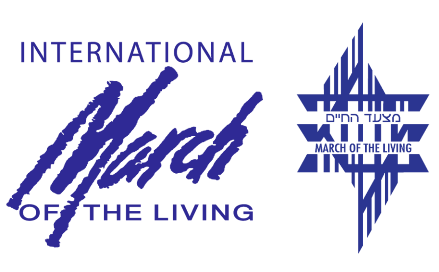 INTERNATIONAL
March
OF THE LIVING
מצעד החיים
MARCH OF THE LIVING